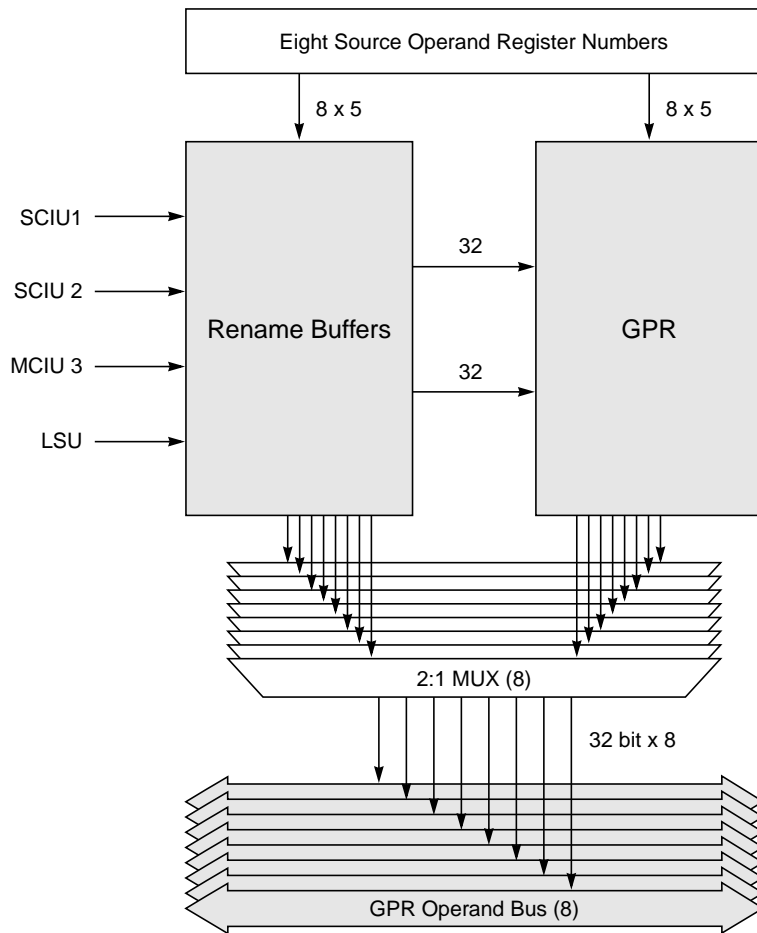 Eight Source Operand Register Numbers
8 x 5
8 x 5
SCIU1
32
SCIU 2
Rename Buffers
GPR
MCIU 3
32
LSU
2:1 MUX (8)
32 bit x 8
GPR Operand Bus (8)